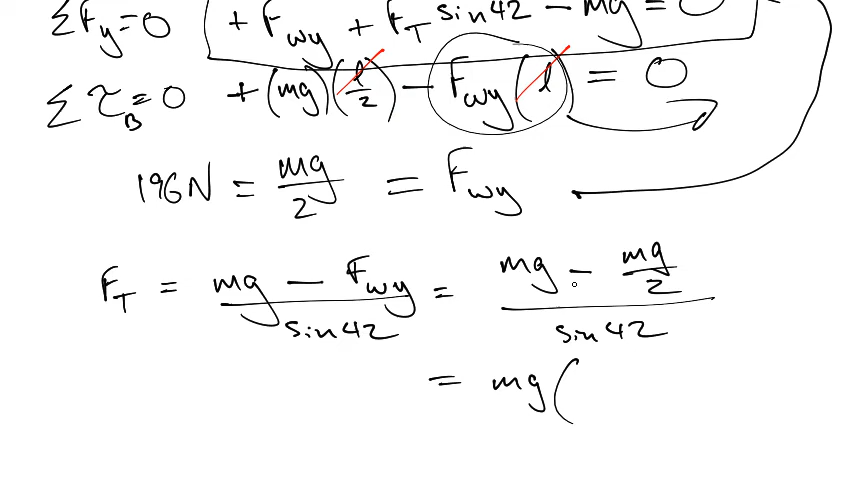 ΣFy=0 + Fwy + FT sin42 - mg = 0
ΣτB=0 +(mg)(l/2) - Fwy(l) = 0
196N = mg/2 = Fwy
FT = (mg - Fwy)/sin42 = (mg - mg/2)/sin42
= mg(